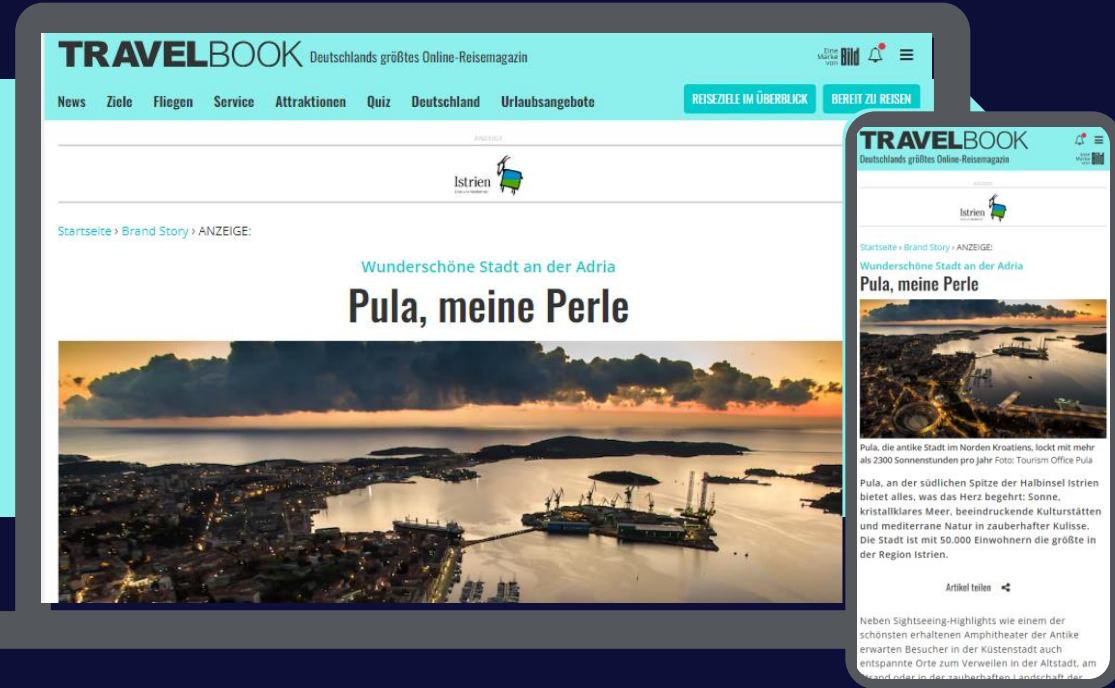 TRAVELBOOK Deutschlands größtes Online-Reisemagazin
Eine Marke von Bild
News Ziele Fliegen Service Attraktionen Quiz Deutschland Urlaubsangebote
REISEZIELE IM ÜBERBLICK BEREIT ZU REISEN
ANZEIGE
Istrien
Startseite › Brand Story › ANZEIGE:
Wunderschöne Stadt an der Adria
Pula, meine Perle
TRAVELBOOK
Deutschlands größtes Online-Reisemagazin
Eine Marke von Bild
ANZEIGE
Istrien
Startseite › Brand Story › ANZEIGE:
Wunderschöne Stadt an der Adria
Pula, meine Perle
Pula, die antike Stadt im Norden Kroatiens, lockt mit mehr
als 2300 Sonnenstunden pro Jahr Foto: Tourism Office Pula
Pula, an der südlichen Spitze der Halbinsel Istrien
bietet alles, was das Herz begehrt: Sonne,
kristallklares Meer, beeindruckende Kulturstätten
und mediterrane Natur in zauberhafter Kulisse.
Die Stadt ist mit 50.000 Einwohnern die größte in
der Region Istrien.
Artikel teilen
Neben Sightseeing-Highlights wie einem der
schönsten erhaltenen Amphitheater der Antike
erwarten Besucher in der Küstenstadt auch
entspannte Orte zum Verweilen in der Altstadt, am
Strand oder in der zauberhaften Landschaft der